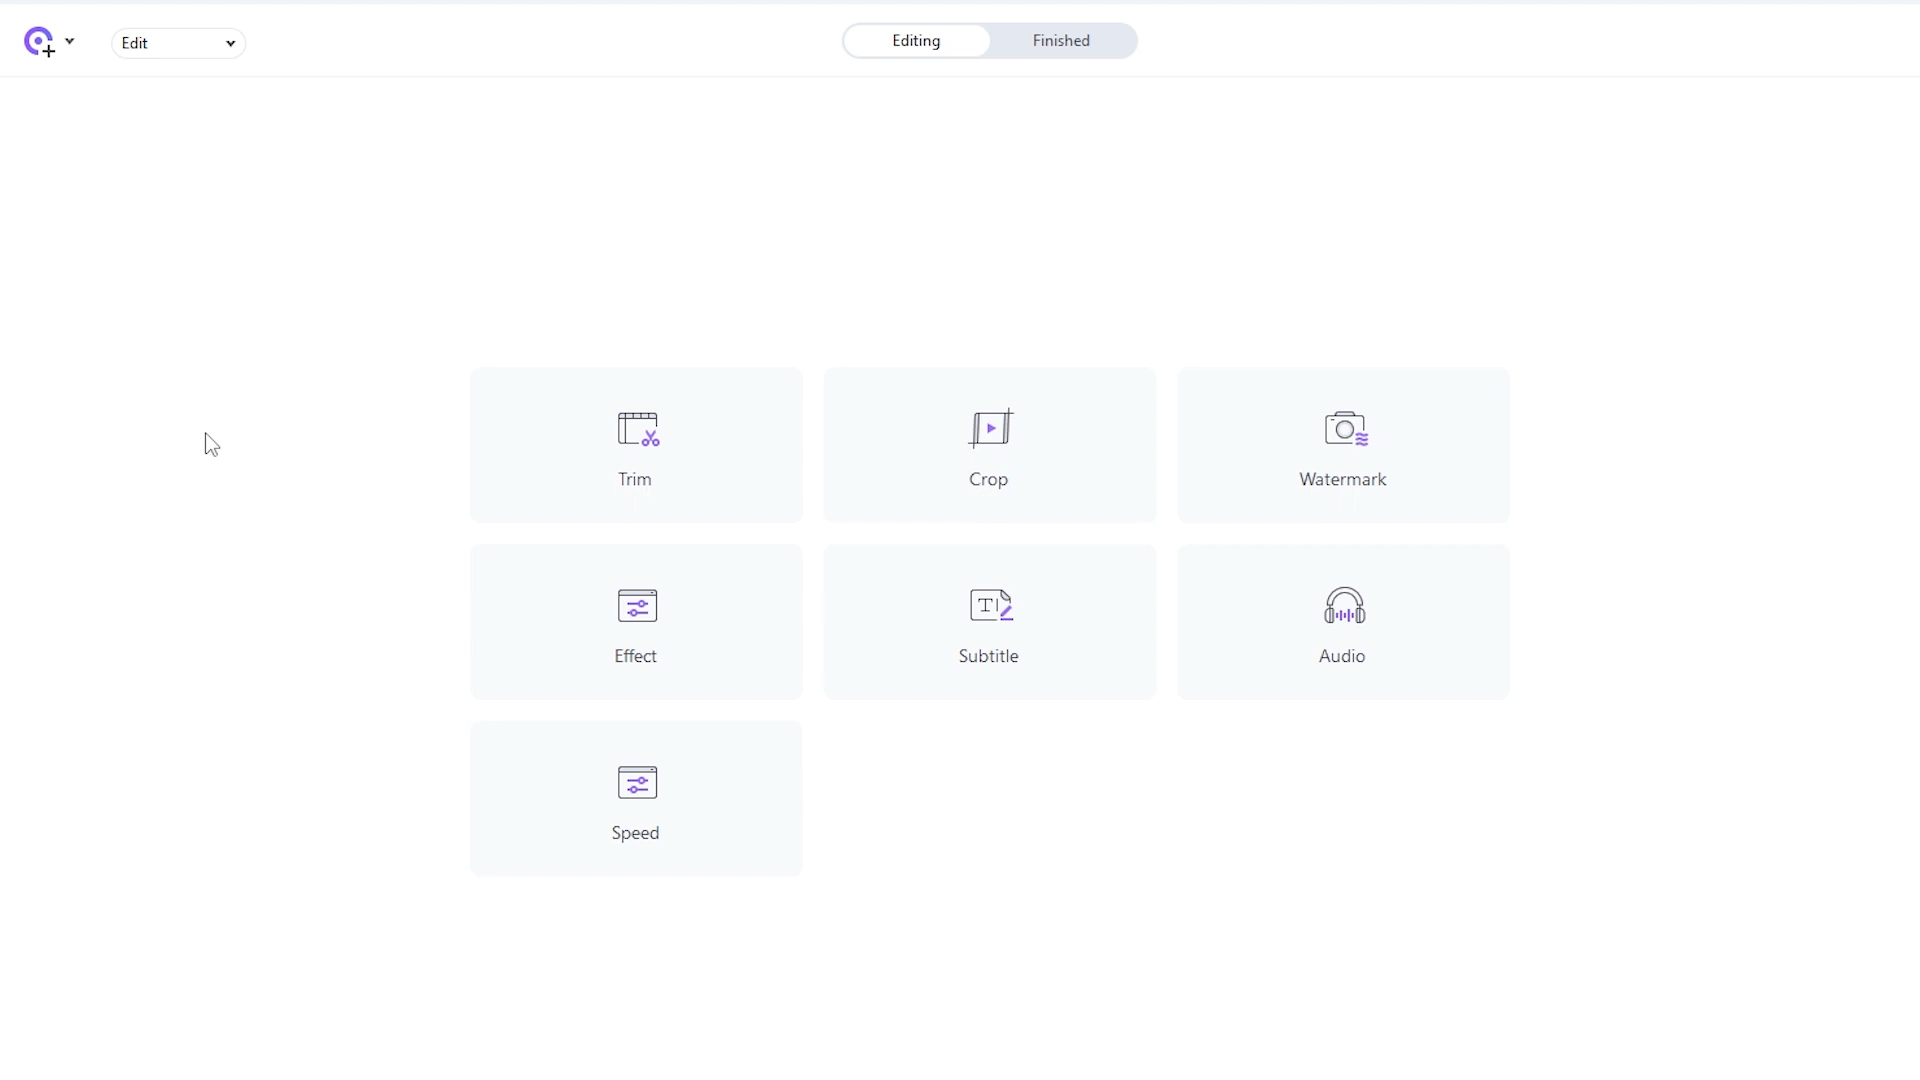 Edit
Editing
Finished
Trim
Crop
Watermark
Effect
Subtitle
Audio
Speed